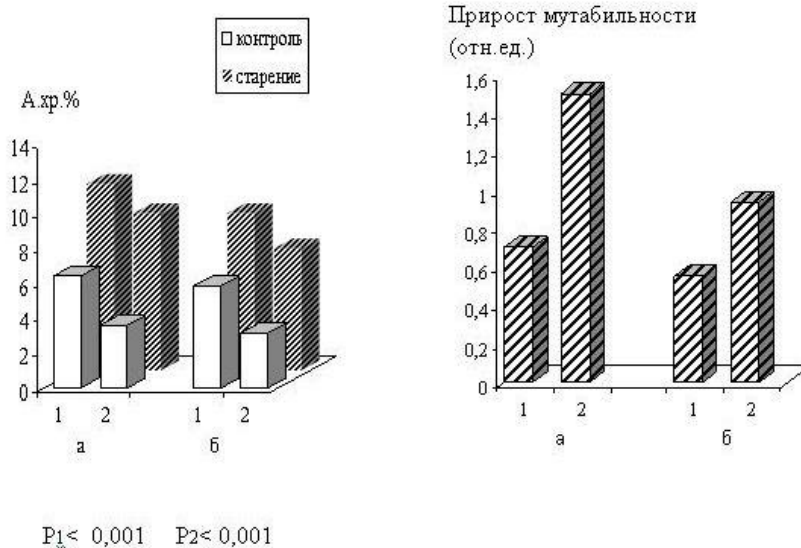 контроль
старение
А.хр.%
14
12
10
8
6
4
2
0
1 2 1 2
а б
Прирост мутабильности
(отн.ед.)
1,6
1,4
1,2
1
0,8
0,6
0,4
0,2
0
1 2 1 2
а б
P1< 0,001 P2< 0,001